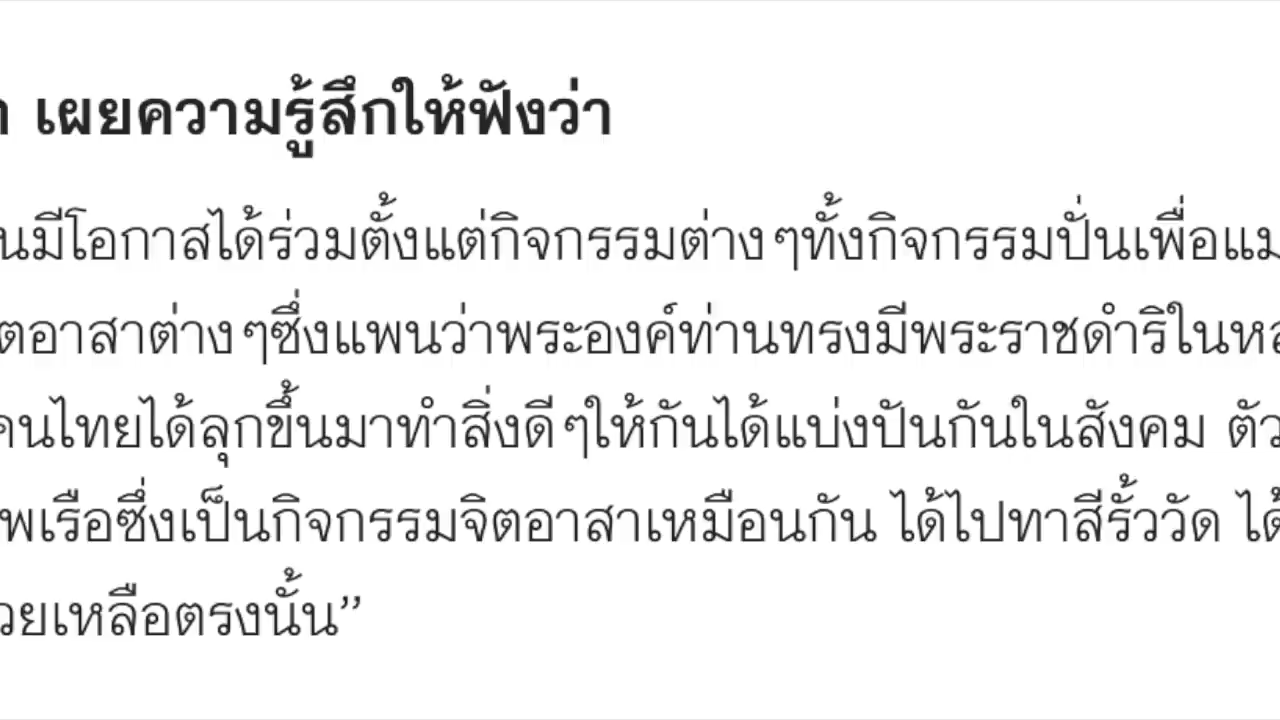 เผยความรู้สึกให้ฟังว่า
นมีโอกาสได้ร่วมตั้งแต่กิจกรรมต่างๆทั้งกิจกรรมปั่นเพื่อแม
ตอาสาต่างๆซึ่งแพนว่าพระองค์ท่านทรงมีพระราชดำริในหล
คนไทยได้ลุกขึ้นมาทำสิ่งดีๆให้กันได้แบ่งปันกันในสังคม ตัว
พเรือซึ่งเป็นกิจกรรมจิตอาสาเหมือนกัน ได้ไปทาสีรั้ววัด ได้
วยเหลือตรงนั้น”